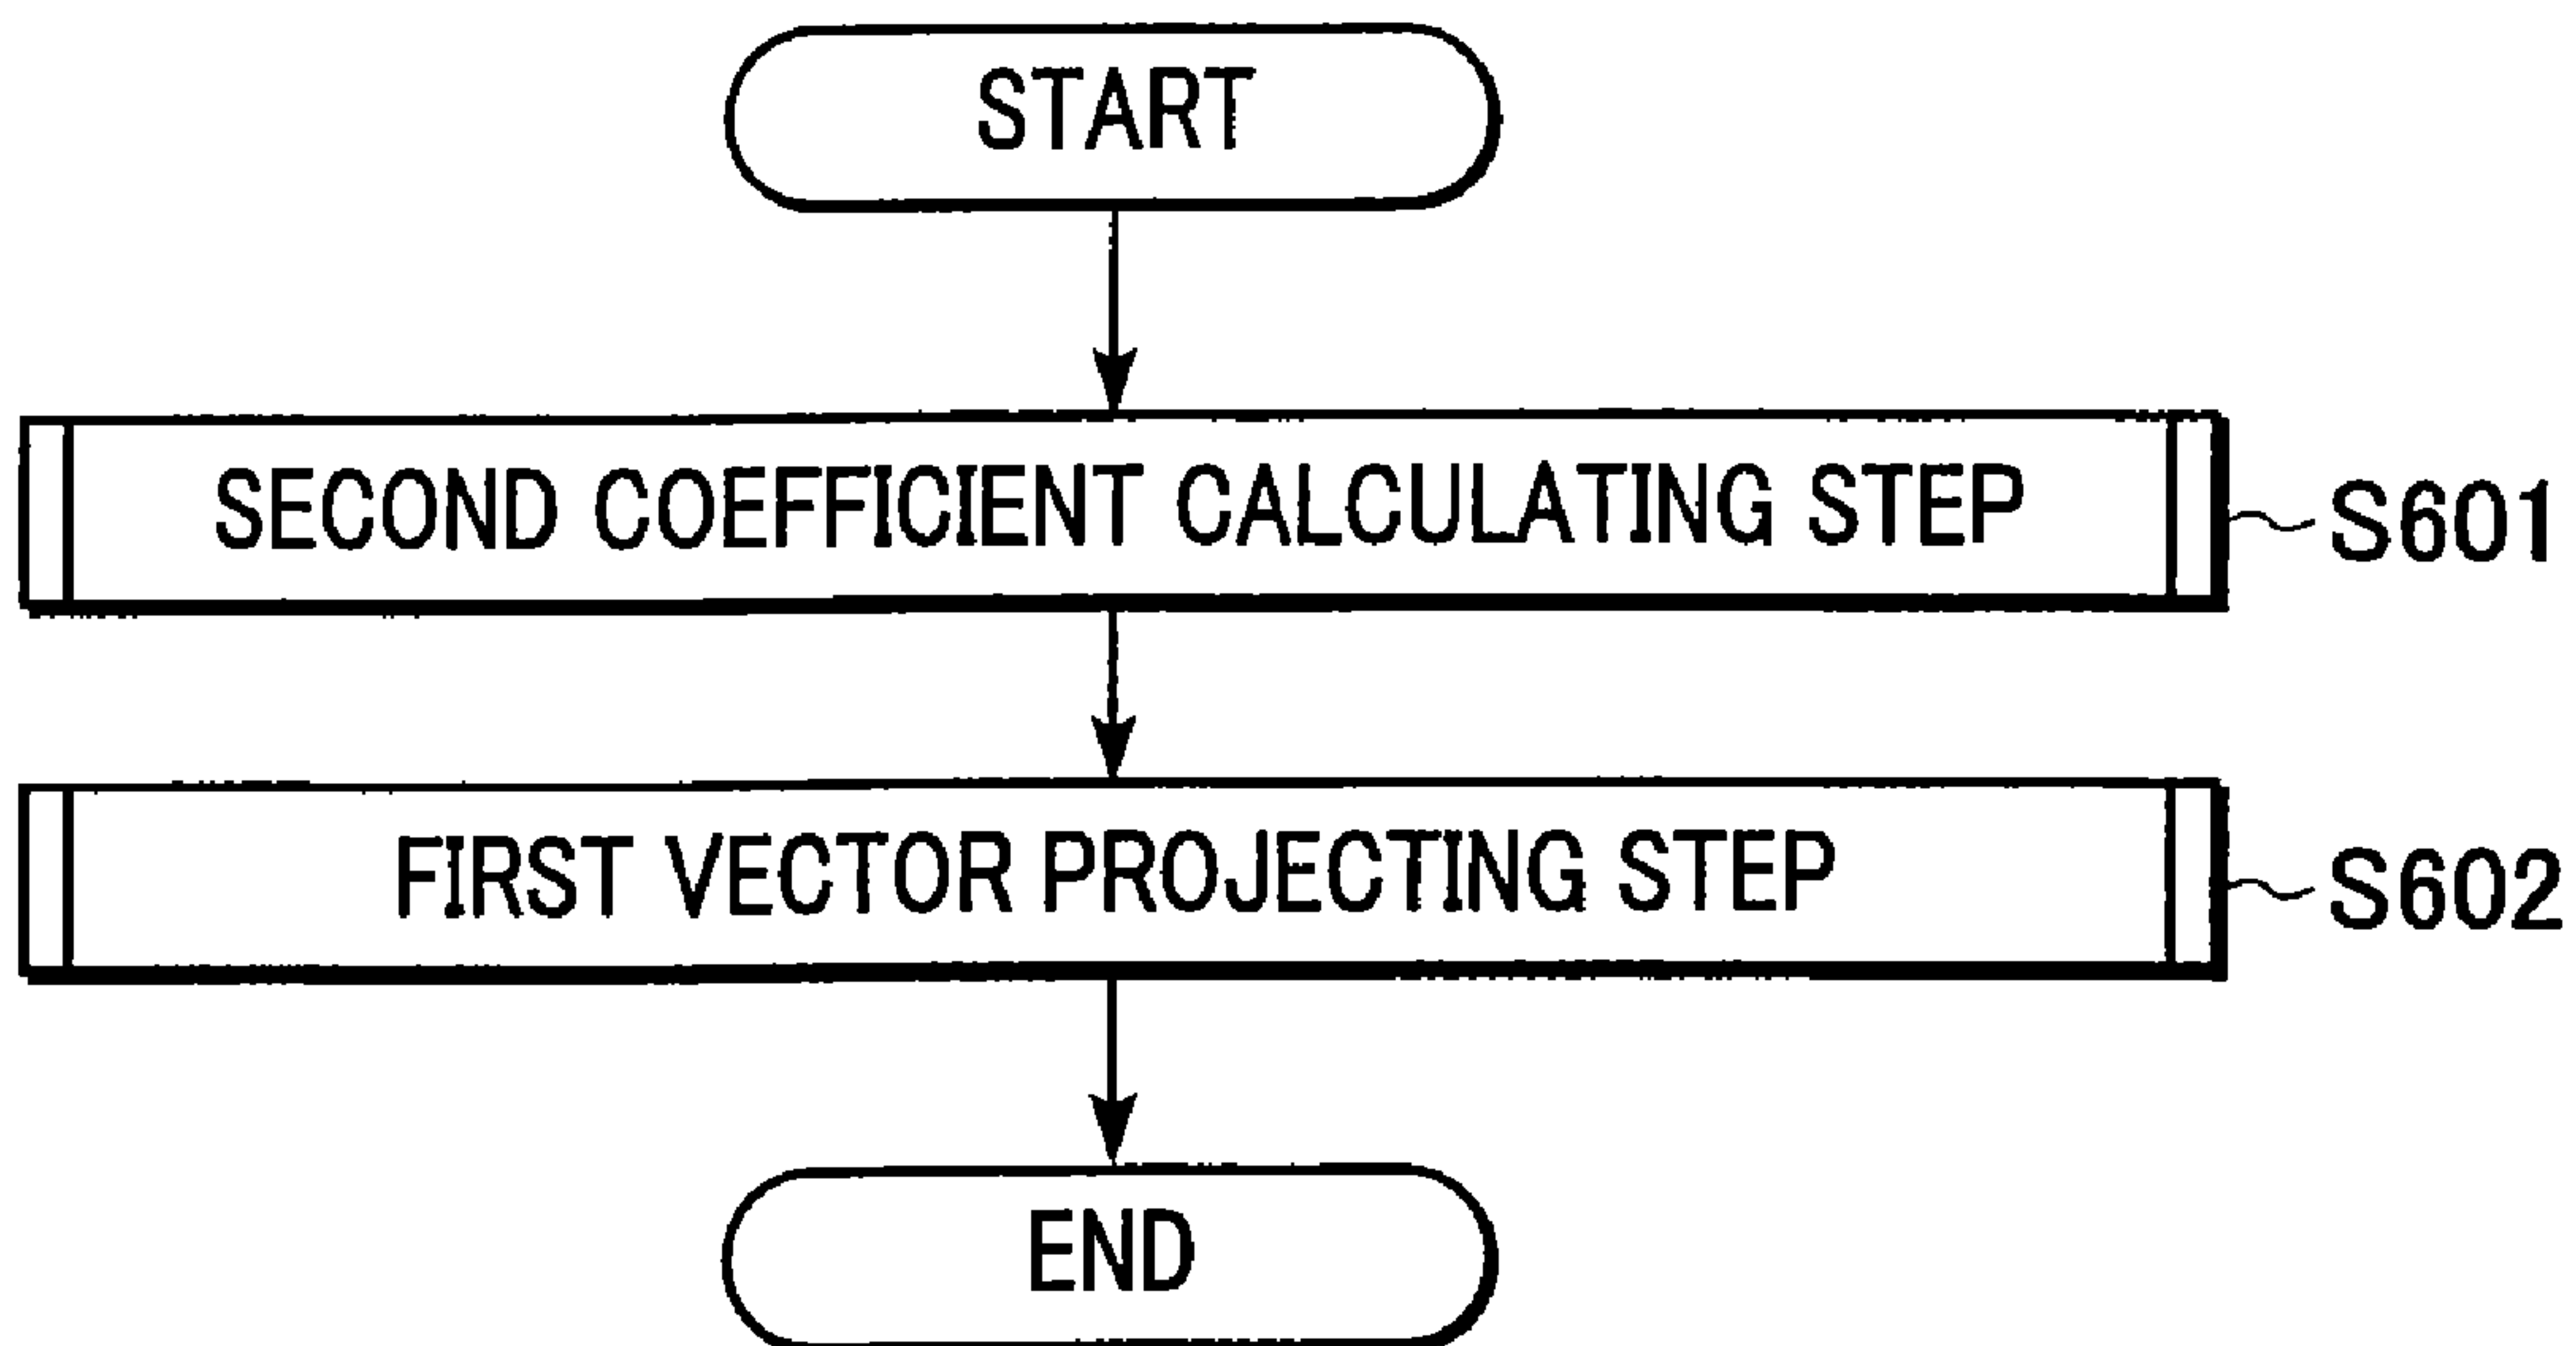 START
SECOND COEFFICIENT CALCULATING STEP S601
FIRST VECTOR PROJECTING STEP S602
END